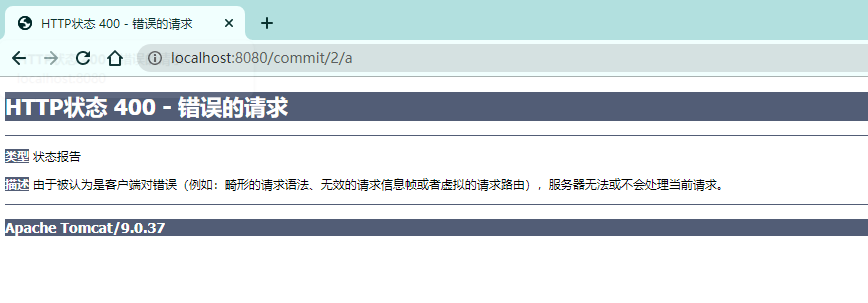 HTTP状态 400 - 错误的请求
localhost:8080/commit/2/a
HTTP状态 400 - 错误的请求
类型 状态报告
描述 由于被认为是客户端对错误（例如：畸形的请求语法、无效的请求信息帧或者虚拟的请求路由），服务器无法或不会处理当前请求。
Apache Tomcat/9.0.37